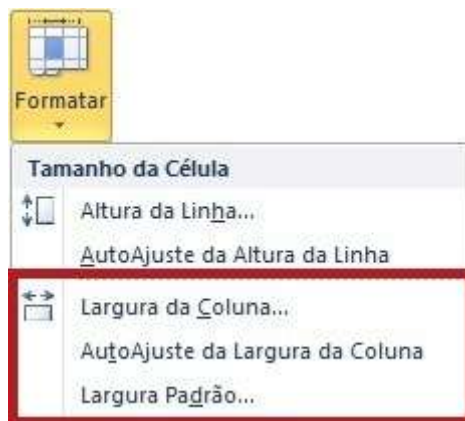 Formatar
Tamanho da Célula
Altura da Linha...
AutoAjuste da Altura da Linha
Largura da Coluna...
AutoAjuste da Largura da Coluna
Largura Padrão...